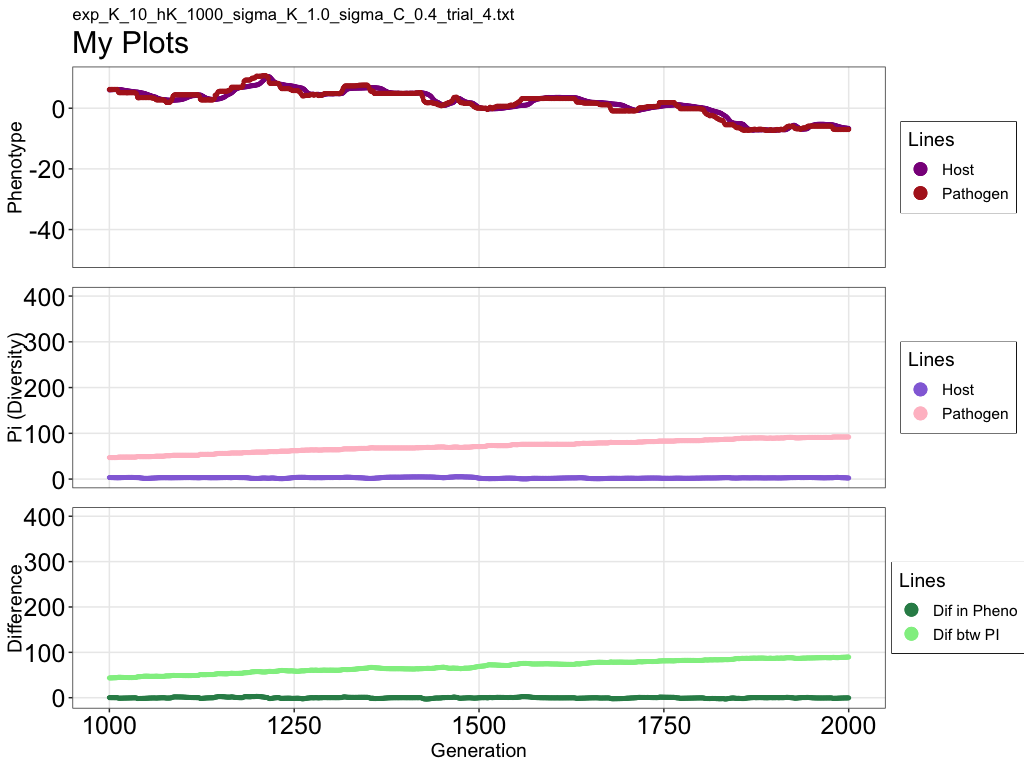 exp_K_10_hK_1000_sigma_K_1.0_sigma_C_0.4_trial_4.txt
My Plots
Phenotype
0
-20
-40
Lines
Host
Pathogen
Pi (Diversity)
400
300
200
100
0
Lines
Host
Pathogen
Difference
400
300
200
100
0
Lines
Dif in Pheno
Dif btw PI
1000 1250 1500 1750 2000
Generation